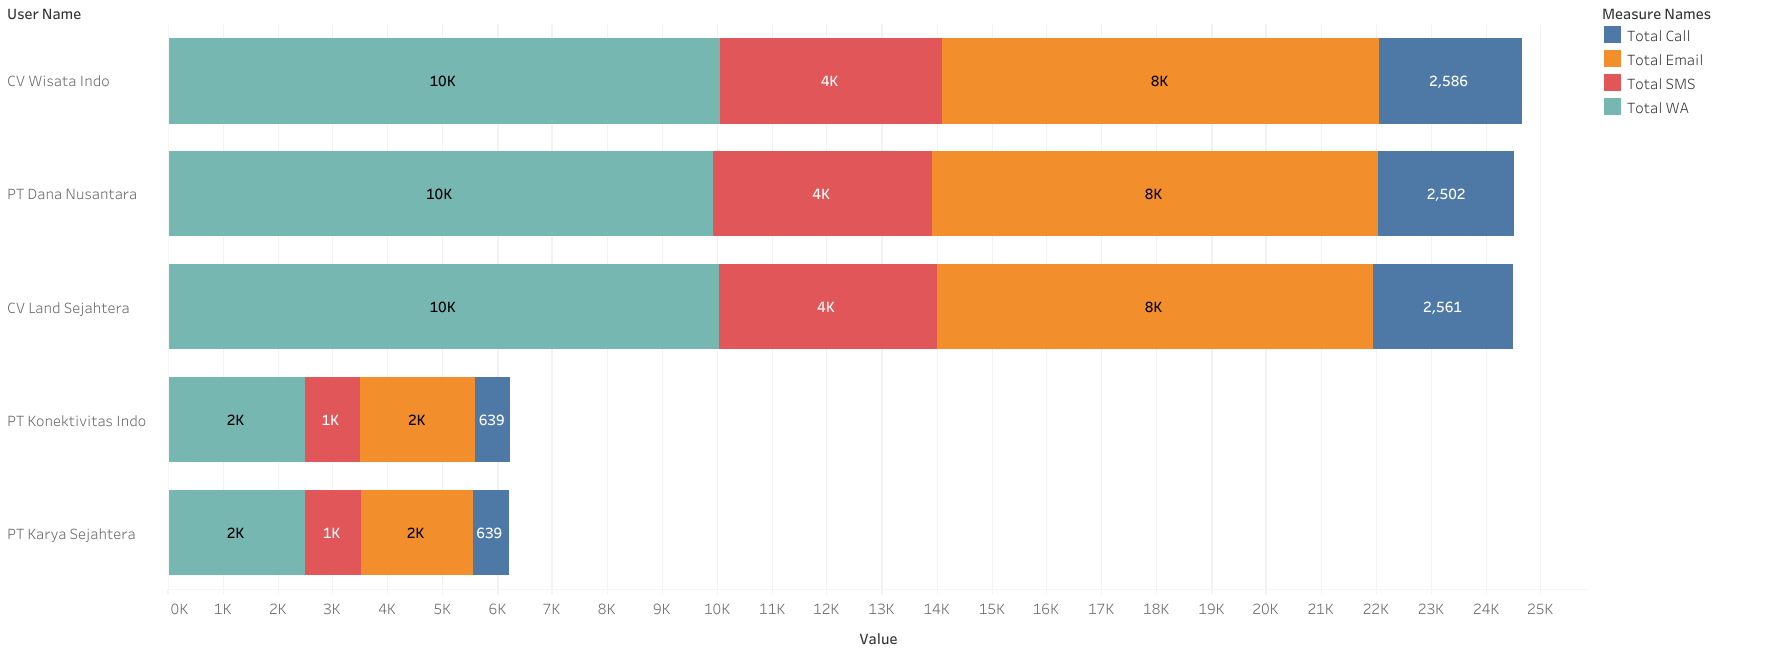 User Name
CV Wisata Indo
10K 4K 8K 2,586
PT Dana Nusantara
10K 4K 8K 2,502
CV Land Sejahtera
10K 4K 8K 2,561
PT Konektivitas Indo
2K 1K 2K 639
PT Karya Sejahtera
2K 1K 2K 639
0K 1K 2K 3K 4K 5K 6K 7K 8K 9K 10K 11K 12K 13K 14K 15K 16K 17K 18K 19K 20K 21K 22K 23K 24K 25K
Value
Measure Names
Total Call
Total Email
Total SMS
Total WA